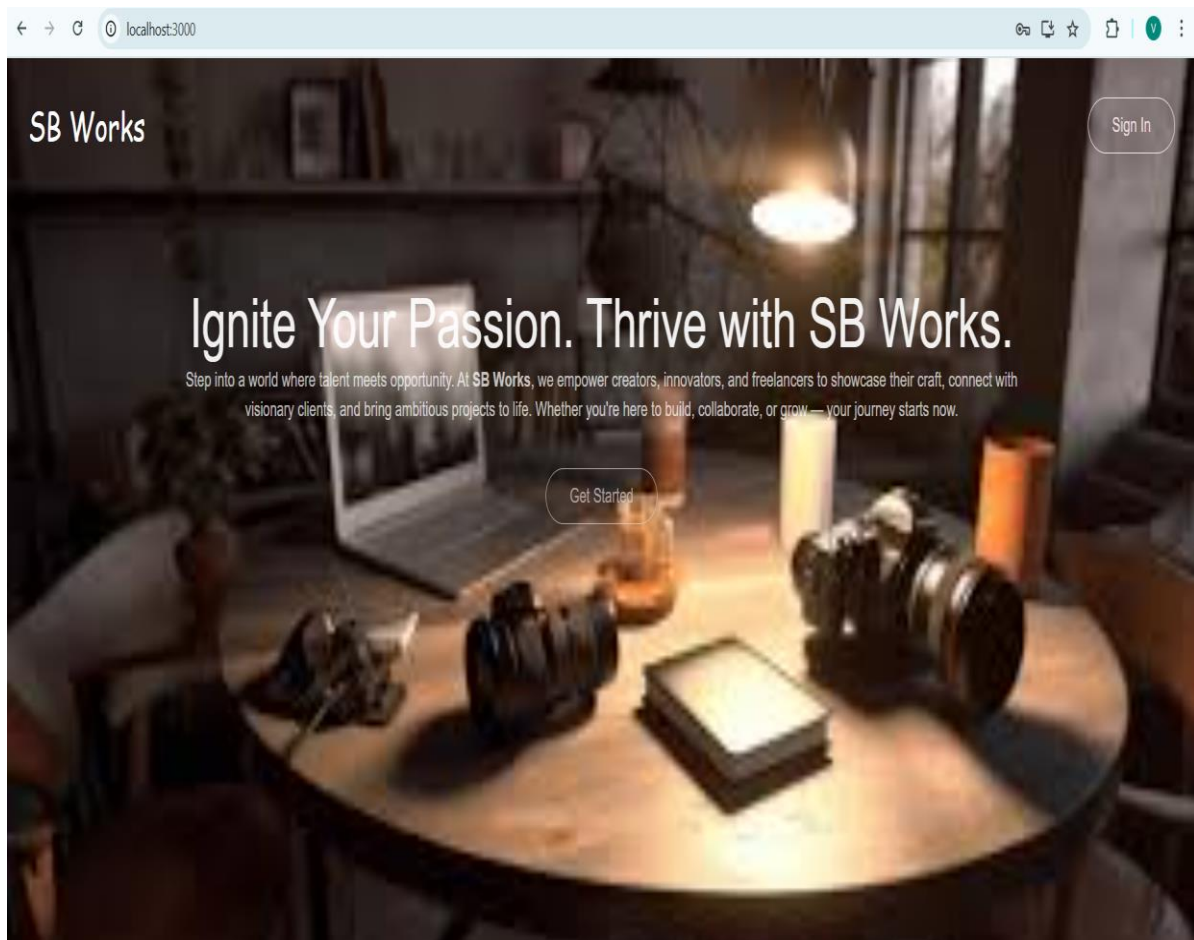 localhost:3000
V
SB Works
Sign In
Ignite Your Passion. Thrive with SB Works.
Step into a world where talent meets opportunity. At SB Works, we empower creators, innovators, and freelancers to showcase their craft, connect with
visionary clients, and bring ambitious projects to life. Whether you're here to build, collaborate, or grow — your journey starts now.
Get Started